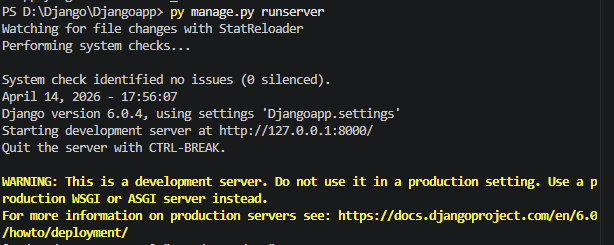 PS D:\Django\Djangoapp> py manage.py runserver
Watching for file changes with StatReloader
Performing system checks...
System check identified no issues (0 silenced).
April 14, 2026 - 17:56:07
Django version 6.0.4, using settings 'Djangoapp.settings'
Starting development server at http://127.0.0.1:8000/
Quit the server with CTRL-BREAK.
WARNING: This is a development server. Do not use it in a production setting. Use a p
roduction WSGI or ASGI server instead.
For more information on production servers see: https://docs.djangoproject.com/en/6.0
/howto/deployment/